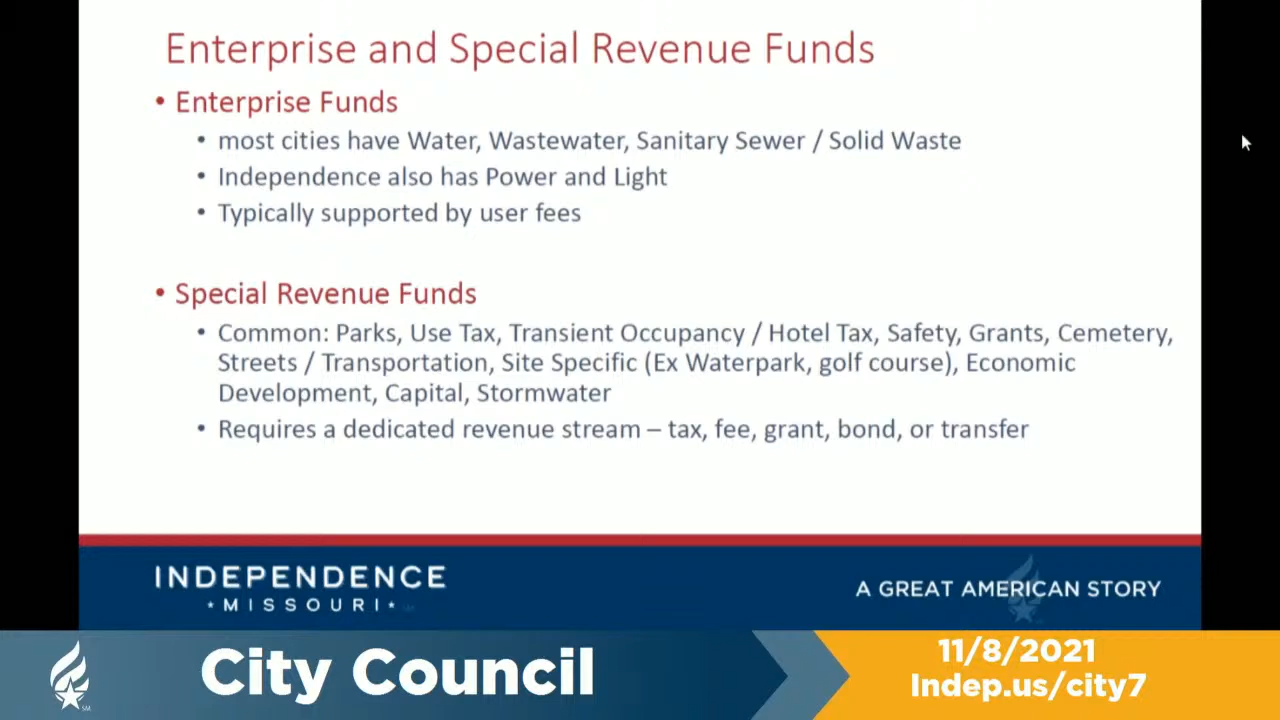 Enterprise and Special Revenue Funds
• Enterprise Funds
• most cities have Water, Wastewater, Sanitary Sewer / Solid Waste
• Independence also has Power and Light
• Typically supported by user fees
• Special Revenue Funds
• Common: Parks, Use Tax, Transient Occupancy / Hotel Tax, Safety, Grants, Cemetery,
Streets / Transportation, Site Specific (Ex Waterpark, golf course), Economic
Development, Capital, Stormwater
• Requires a dedicated revenue stream – tax, fee, grant, bond, or transfer
INDEPENDENCE
★ MISSOURI ★
A GREAT AMERICAN STORY
City Council
SM
11/8/2021
Indep.us/city7